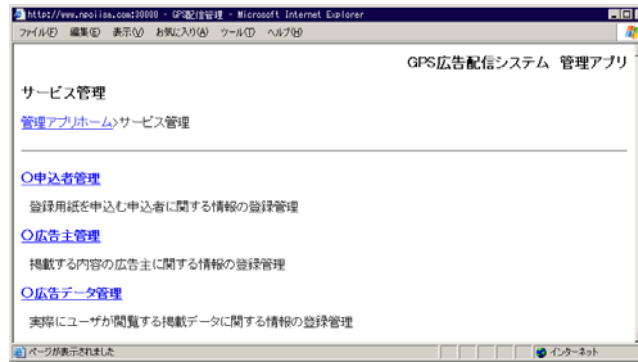 http://www.npoiisa.com:30000 - GPS配信管理 - Microsoft Internet Explorer
ファイル(F) 編集(E) 表示(V) お気に入り(A) ツール(T) ヘルプ(H)
GPS広告配信システム 管理アプリ
サービス管理
管理アプリホーム>サービス管理
○申込者管理
登録用紙を申込む申込者に関する情報の登録管理
○広告主管理
掲載する内容の広告主に関する情報の登録管理
○広告データ管理
実際にユーザが閲覧する掲載データに関する情報の登録管理
ページが表示されました インターネット